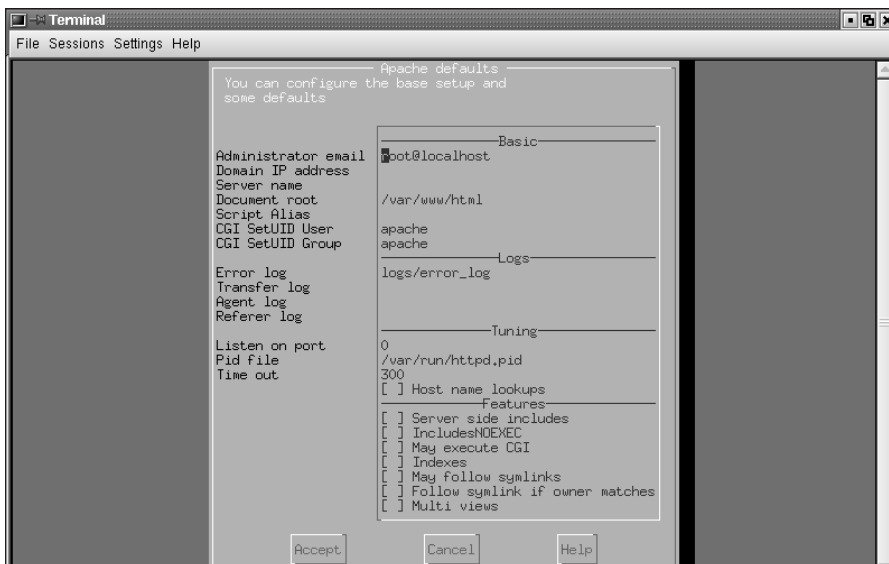 Terminal
File Sessions Settings Help
Apache defaults
You can configure the base setup and
some defaults
Basic
Administrator email root@localhost
Domain IP address
Server name
Document root /var/www/html
Script Alias
CGI SetUID User apache
CGI SetUID Group apache
Logs
Error log logs/error_log
Transfer log
Agent log
Referer log
Tuning
Listen on port 0
Pid file /var/run/httpd.pid
Time out 300
[ ] Host name lookups
Features
[ ] Server side includes
[ ] IncludesNOEXEC
[ ] May execute CGI
[ ] Indexes
[ ] May follow symlinks
[ ] Follow symlink if owner matches
[ ] Multi views
Accept Cancel Help